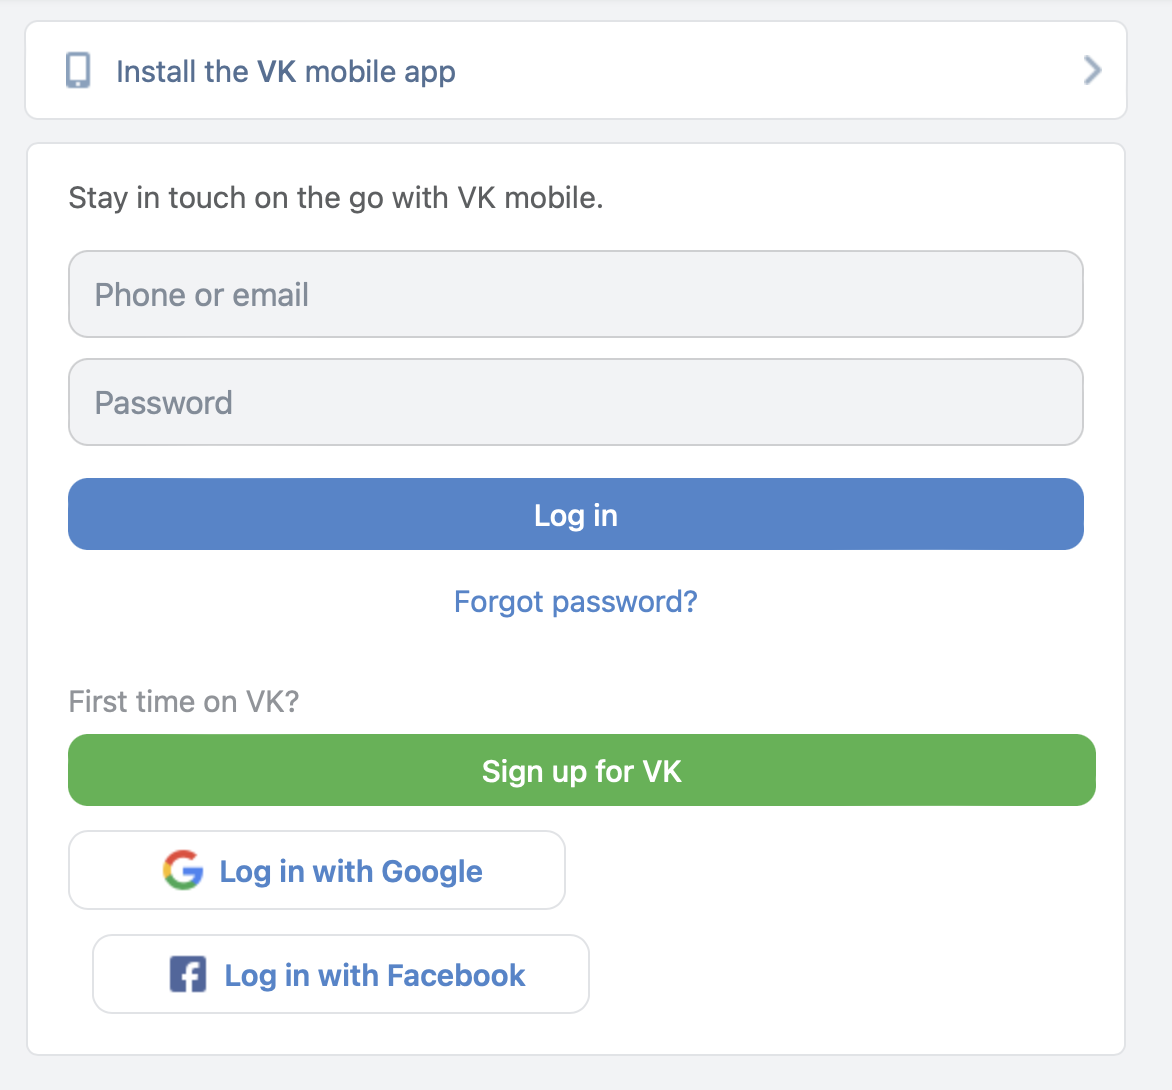 Install the VK mobile app
Stay in touch on the go with VK mobile.
Phone or email
Password
Log in
Forgot password?
First time on VK?
Sign up for VK
Log in with Google
Log in with Facebook